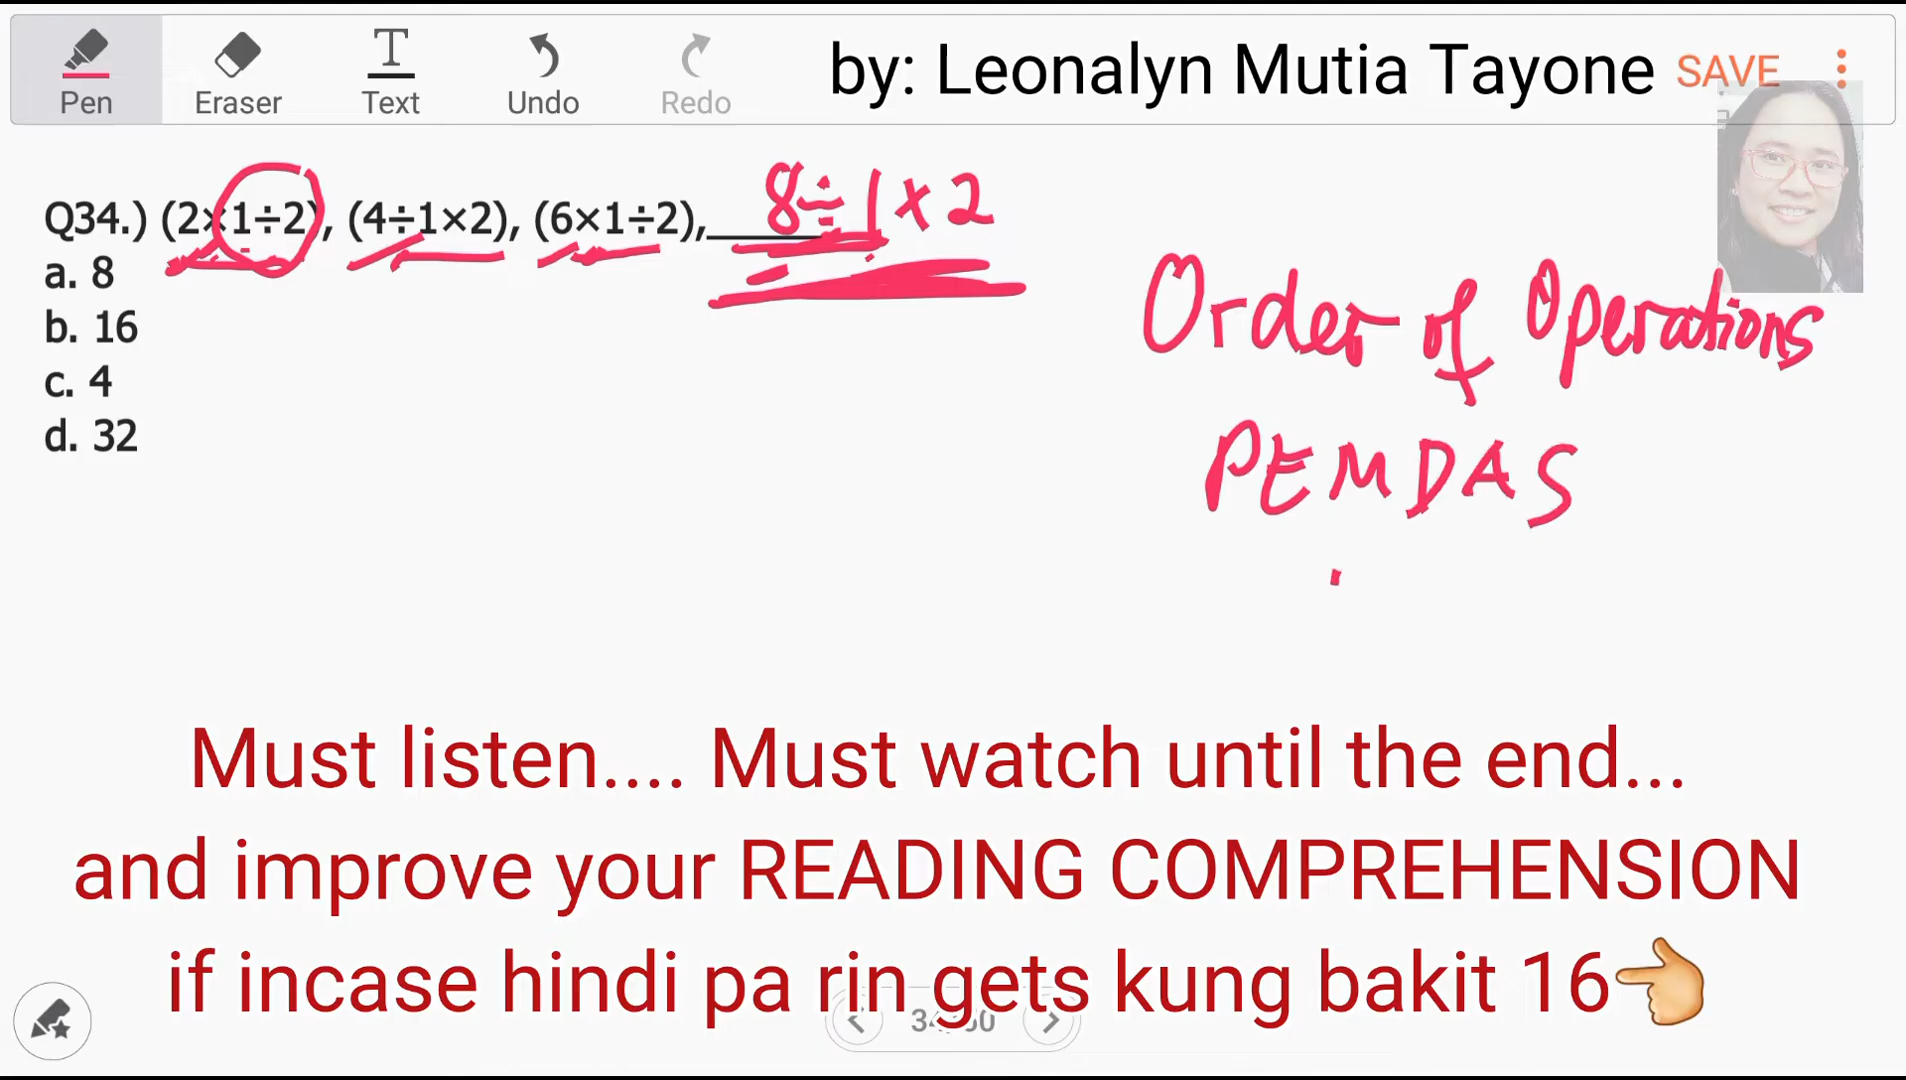 Pen Eraser Text Undo Redo by: Leonalyn Mutia Tayone SAVE
Q34.) (2×1÷2), (4÷1×2), (6×1÷2),______ 8÷1×2
a. 8
b. 16
c. 4
d. 32
Order of Operations
PEMDAS
Must listen.... Must watch until the end...
and improve your READING COMPREHENSION
if incase hindi pa rin gets kung bakit 16